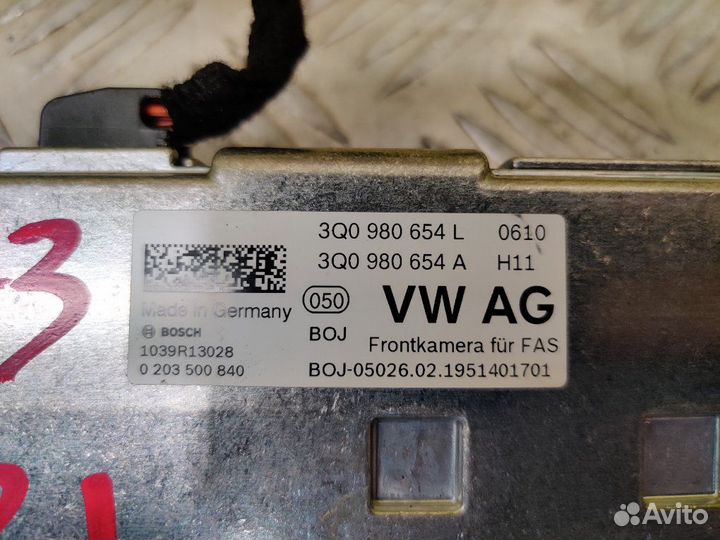 3Q0 980 654 L 0610
3Q0 980 654 A H11
Made in Germany 050 VW AG
BOSCH BOJ Frontkamera für FAS
1039R13028
0 203 500 840 BOJ-05026.02.1951401701
3
Avito